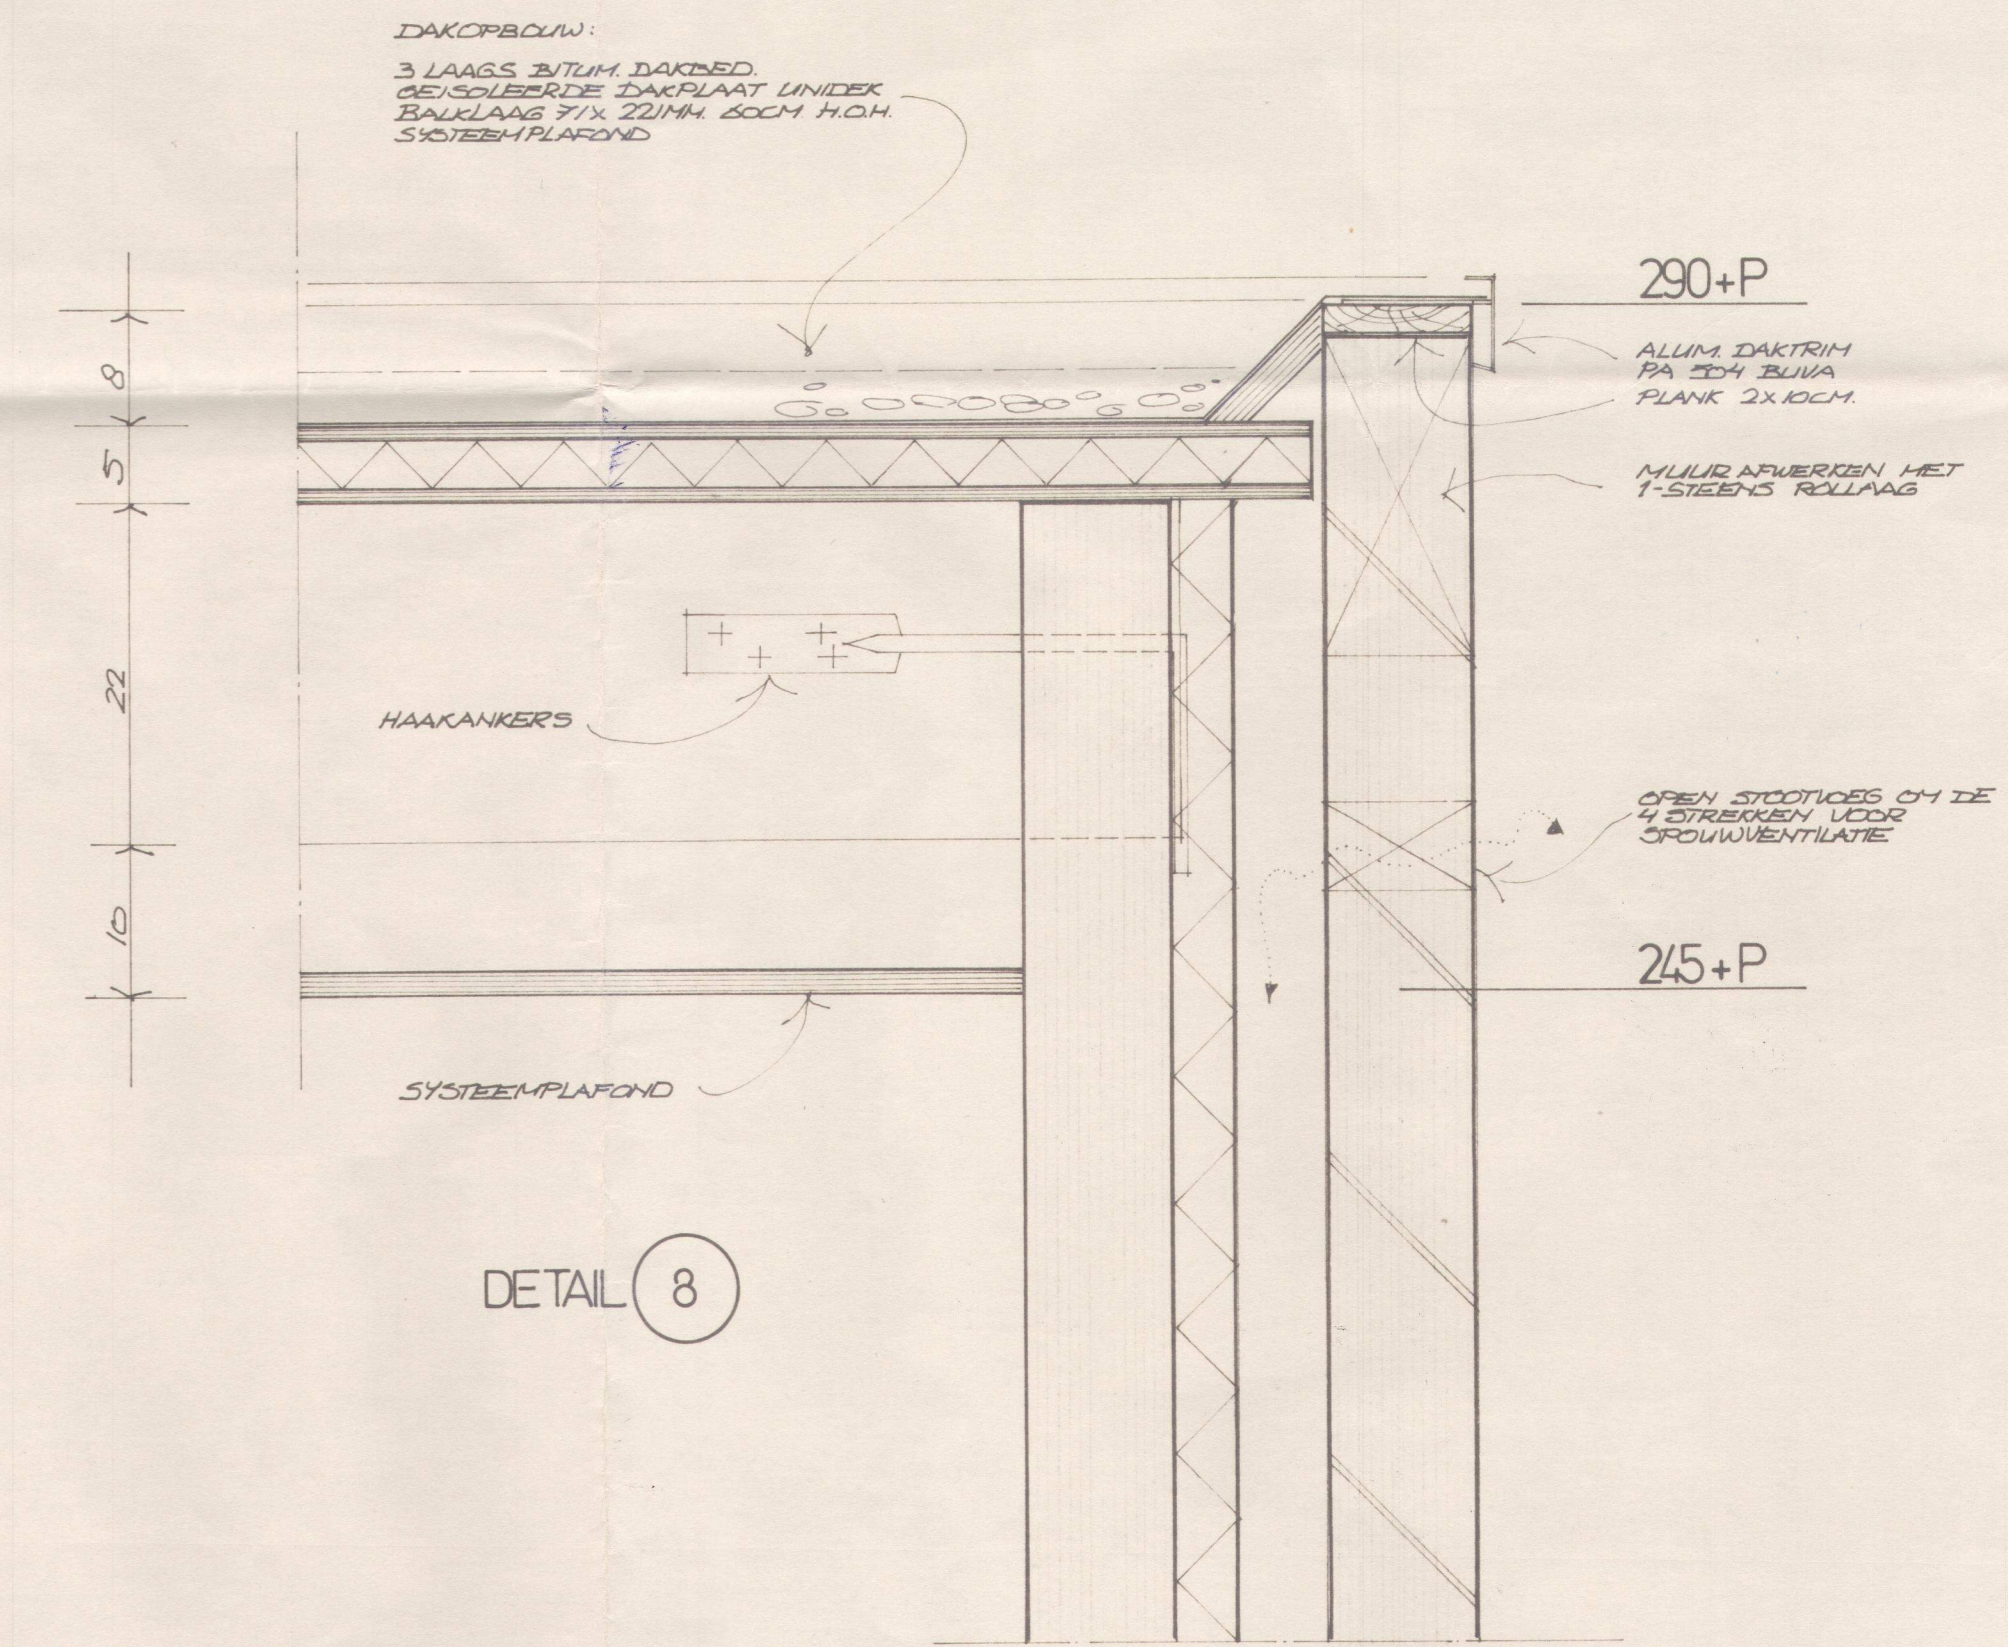 DAKOPBOUW:
3 LAAGS BITUM. DAKBED.
GEISOLEERDE DAKPLAAT UNIDEK
BALKLAAG 71X 221MM. 60CM H.O.H.
SYSTEEMPLAFOND
290+P
ALUM. DAKTRIM
PA 504 BUVA
PLANK 2X10CM.
MUUR AFWERKEN MET
1-STEENS ROLLAAG
8
5
22
10
HAAKANKERS
OPEN STOOTVOEG OM DE
4 STREKKEN VOOR
SPOUWVENTILATIE
245+P
SYSTEEMPLAFOND
DETAIL 8